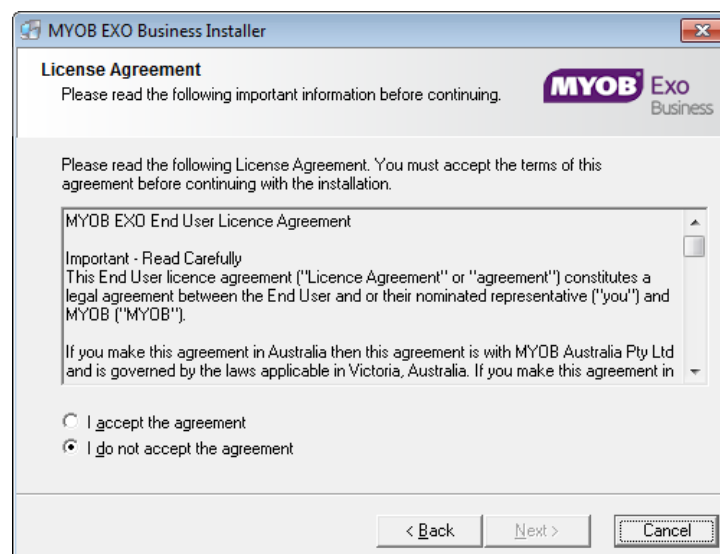 MYOB EXO Business Installer
License Agreement
Please read the following important information before continuing.
MYOB Exo
Business
Please read the following License Agreement. You must accept the terms of this
agreement before continuing with the installation.
MYOB EXO End User Licence Agreement
Important - Read Carefully
This End User licence agreement ("Licence Agreement" or "agreement") constitutes a
legal agreement between the End User and or their nominated representative ("you") and
MYOB ("MYOB").
If you make this agreement in Australia then this agreement is with MYOB Australia Pty Ltd
and is governed by the laws applicable in Victoria, Australia. If you make this agreement in
I accept the agreement
I do not accept the agreement
< Back Next > Cancel